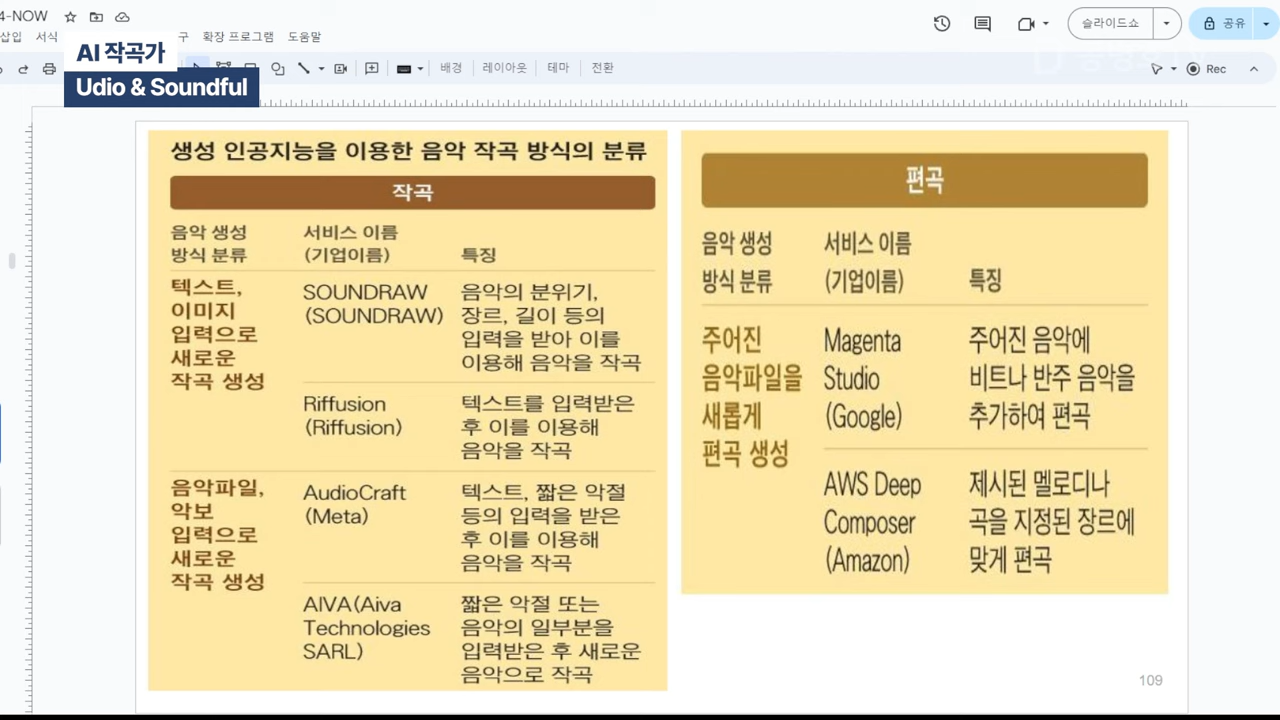 4-NOW
삽입 서식 구 확장 프로그램 도움말
슬라이드쇼
공유
AI 작곡가
Udio & Soundful
배경 레이아웃 테마 전환
Rec
생성 인공지능을 이용한 음악 작곡 방식의 분류
작곡
음악 생성
방식 분류
서비스 이름
(기업이름)
특징
텍스트,
이미지
입력으로
새로운
작곡 생성
SOUNDRAW
(SOUNDRAW)
음악의 분위기,
장르, 길이 등의
입력을 받아 이를
이용해 음악을 작곡
Riffusion
(Riffusion)
텍스트를 입력받은
후 이를 이용해
음악을 작곡
음악파일,
악보
입력으로
새로운
작곡 생성
AudioCraft
(Meta)
텍스트, 짧은 악절
등의 입력을 받은
후 이를 이용해
음악을 작곡
AIVA(Aiva
Technologies
SARL)
짧은 악절 또는
음악의 일부분을
입력받은 후 새로운
음악으로 작곡
편곡
음악 생성
방식 분류
서비스 이름
(기업이름)
특징
주어진
음악파일을
새롭게
편곡 생성
Magenta
Studio
(Google)
주어진 음악에
비트나 반주 음악을
추가하여 편곡
AWS Deep
Composer
(Amazon)
제시된 멜로디나
곡을 지정된 장르에
맞게 편곡
109